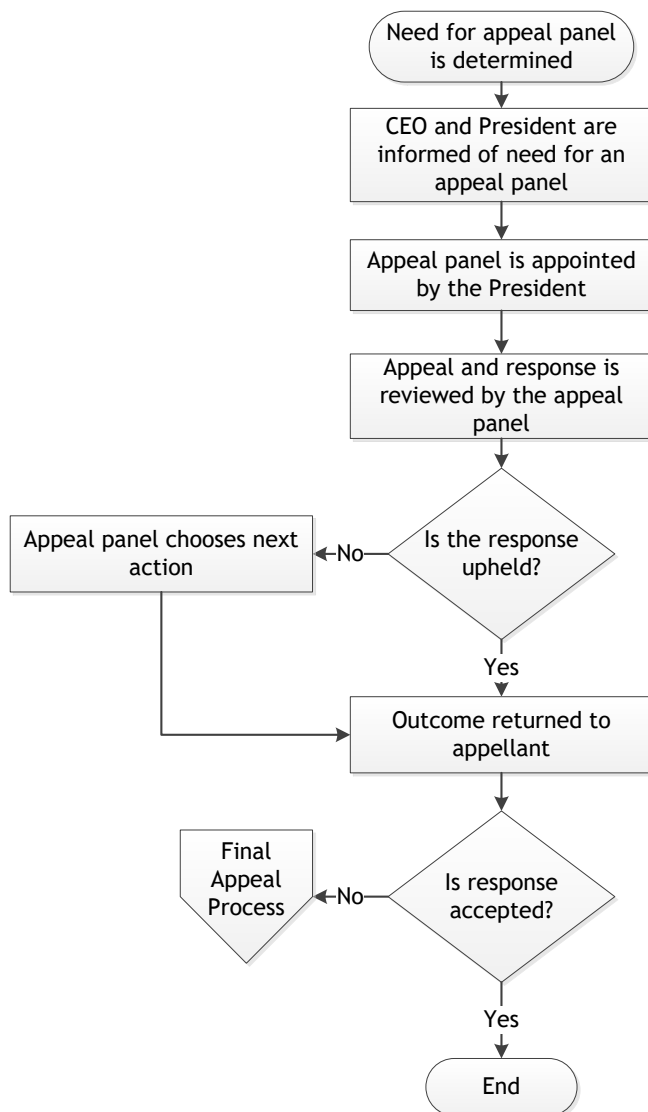 Need for appeal panel
is determined
CEO and President are
informed of need for an
appeal panel
Appeal panel is appointed
by the President
Appeal and response is
reviewed by the appeal
panel
Is the response
upheld?
No
Appeal panel chooses next
action
Yes
Outcome returned to
appellant
Is response
accepted?
No
Final
Appeal
Process
Yes
End